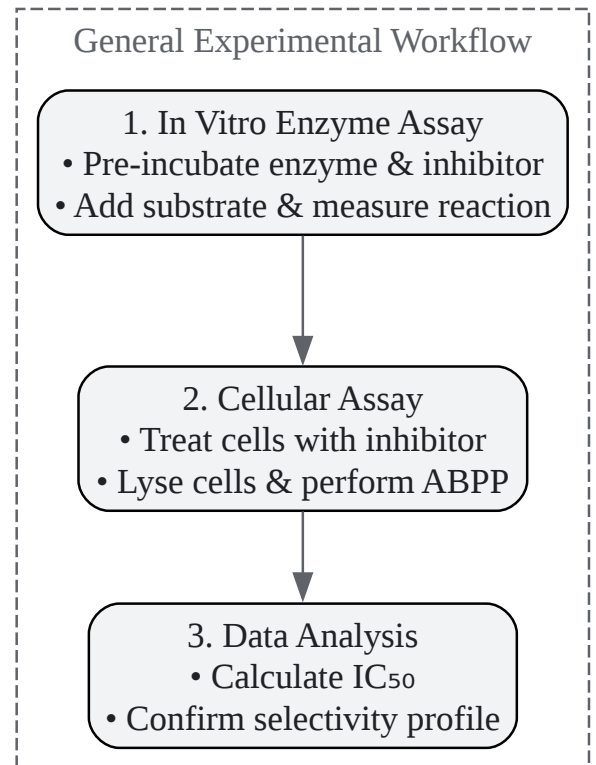 General Experimental Workflow
1. In Vitro Enzyme Assay
• Pre-incubate enzyme & inhibitor
• Add substrate & measure reaction
2. Cellular Assay
• Treat cells with inhibitor
• Lyse cells & perform ABPP
3. Data Analysis
• Calculate IC₅₀
• Confirm selectivity profile